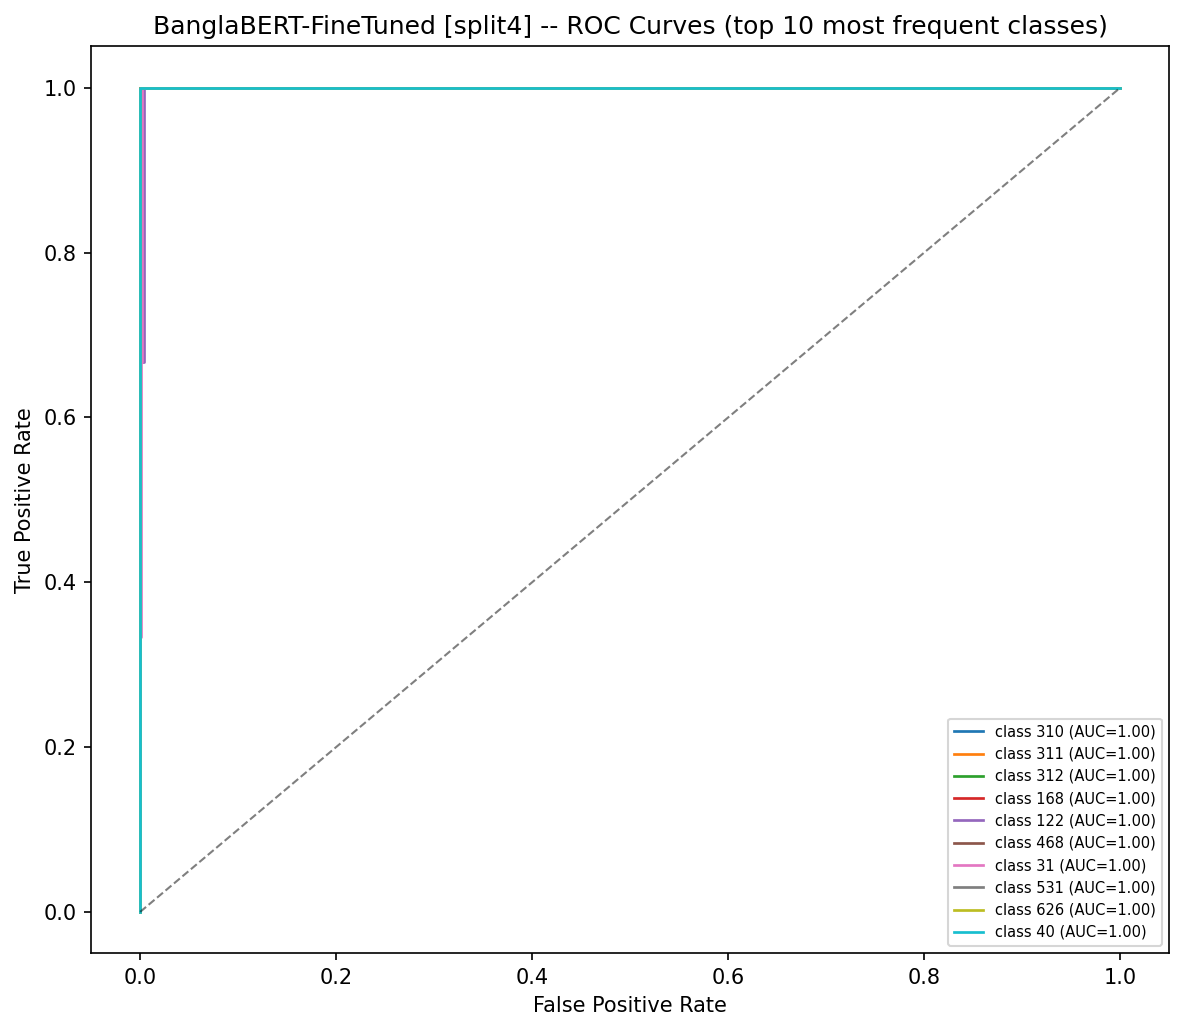 BanglaBERT-FineTuned [split4] -- ROC Curves (top 10 most frequent classes)
1.0
0.8
0.6
0.4
0.2
0.0
True Positive Rate
class 310 (AUC=1.00)
class 311 (AUC=1.00)
class 312 (AUC=1.00)
class 168 (AUC=1.00)
class 122 (AUC=1.00)
class 468 (AUC=1.00)
class 31 (AUC=1.00)
class 531 (AUC=1.00)
class 626 (AUC=1.00)
class 40 (AUC=1.00)
0.0 0.2 0.4 0.6 0.8 1.0
False Positive Rate